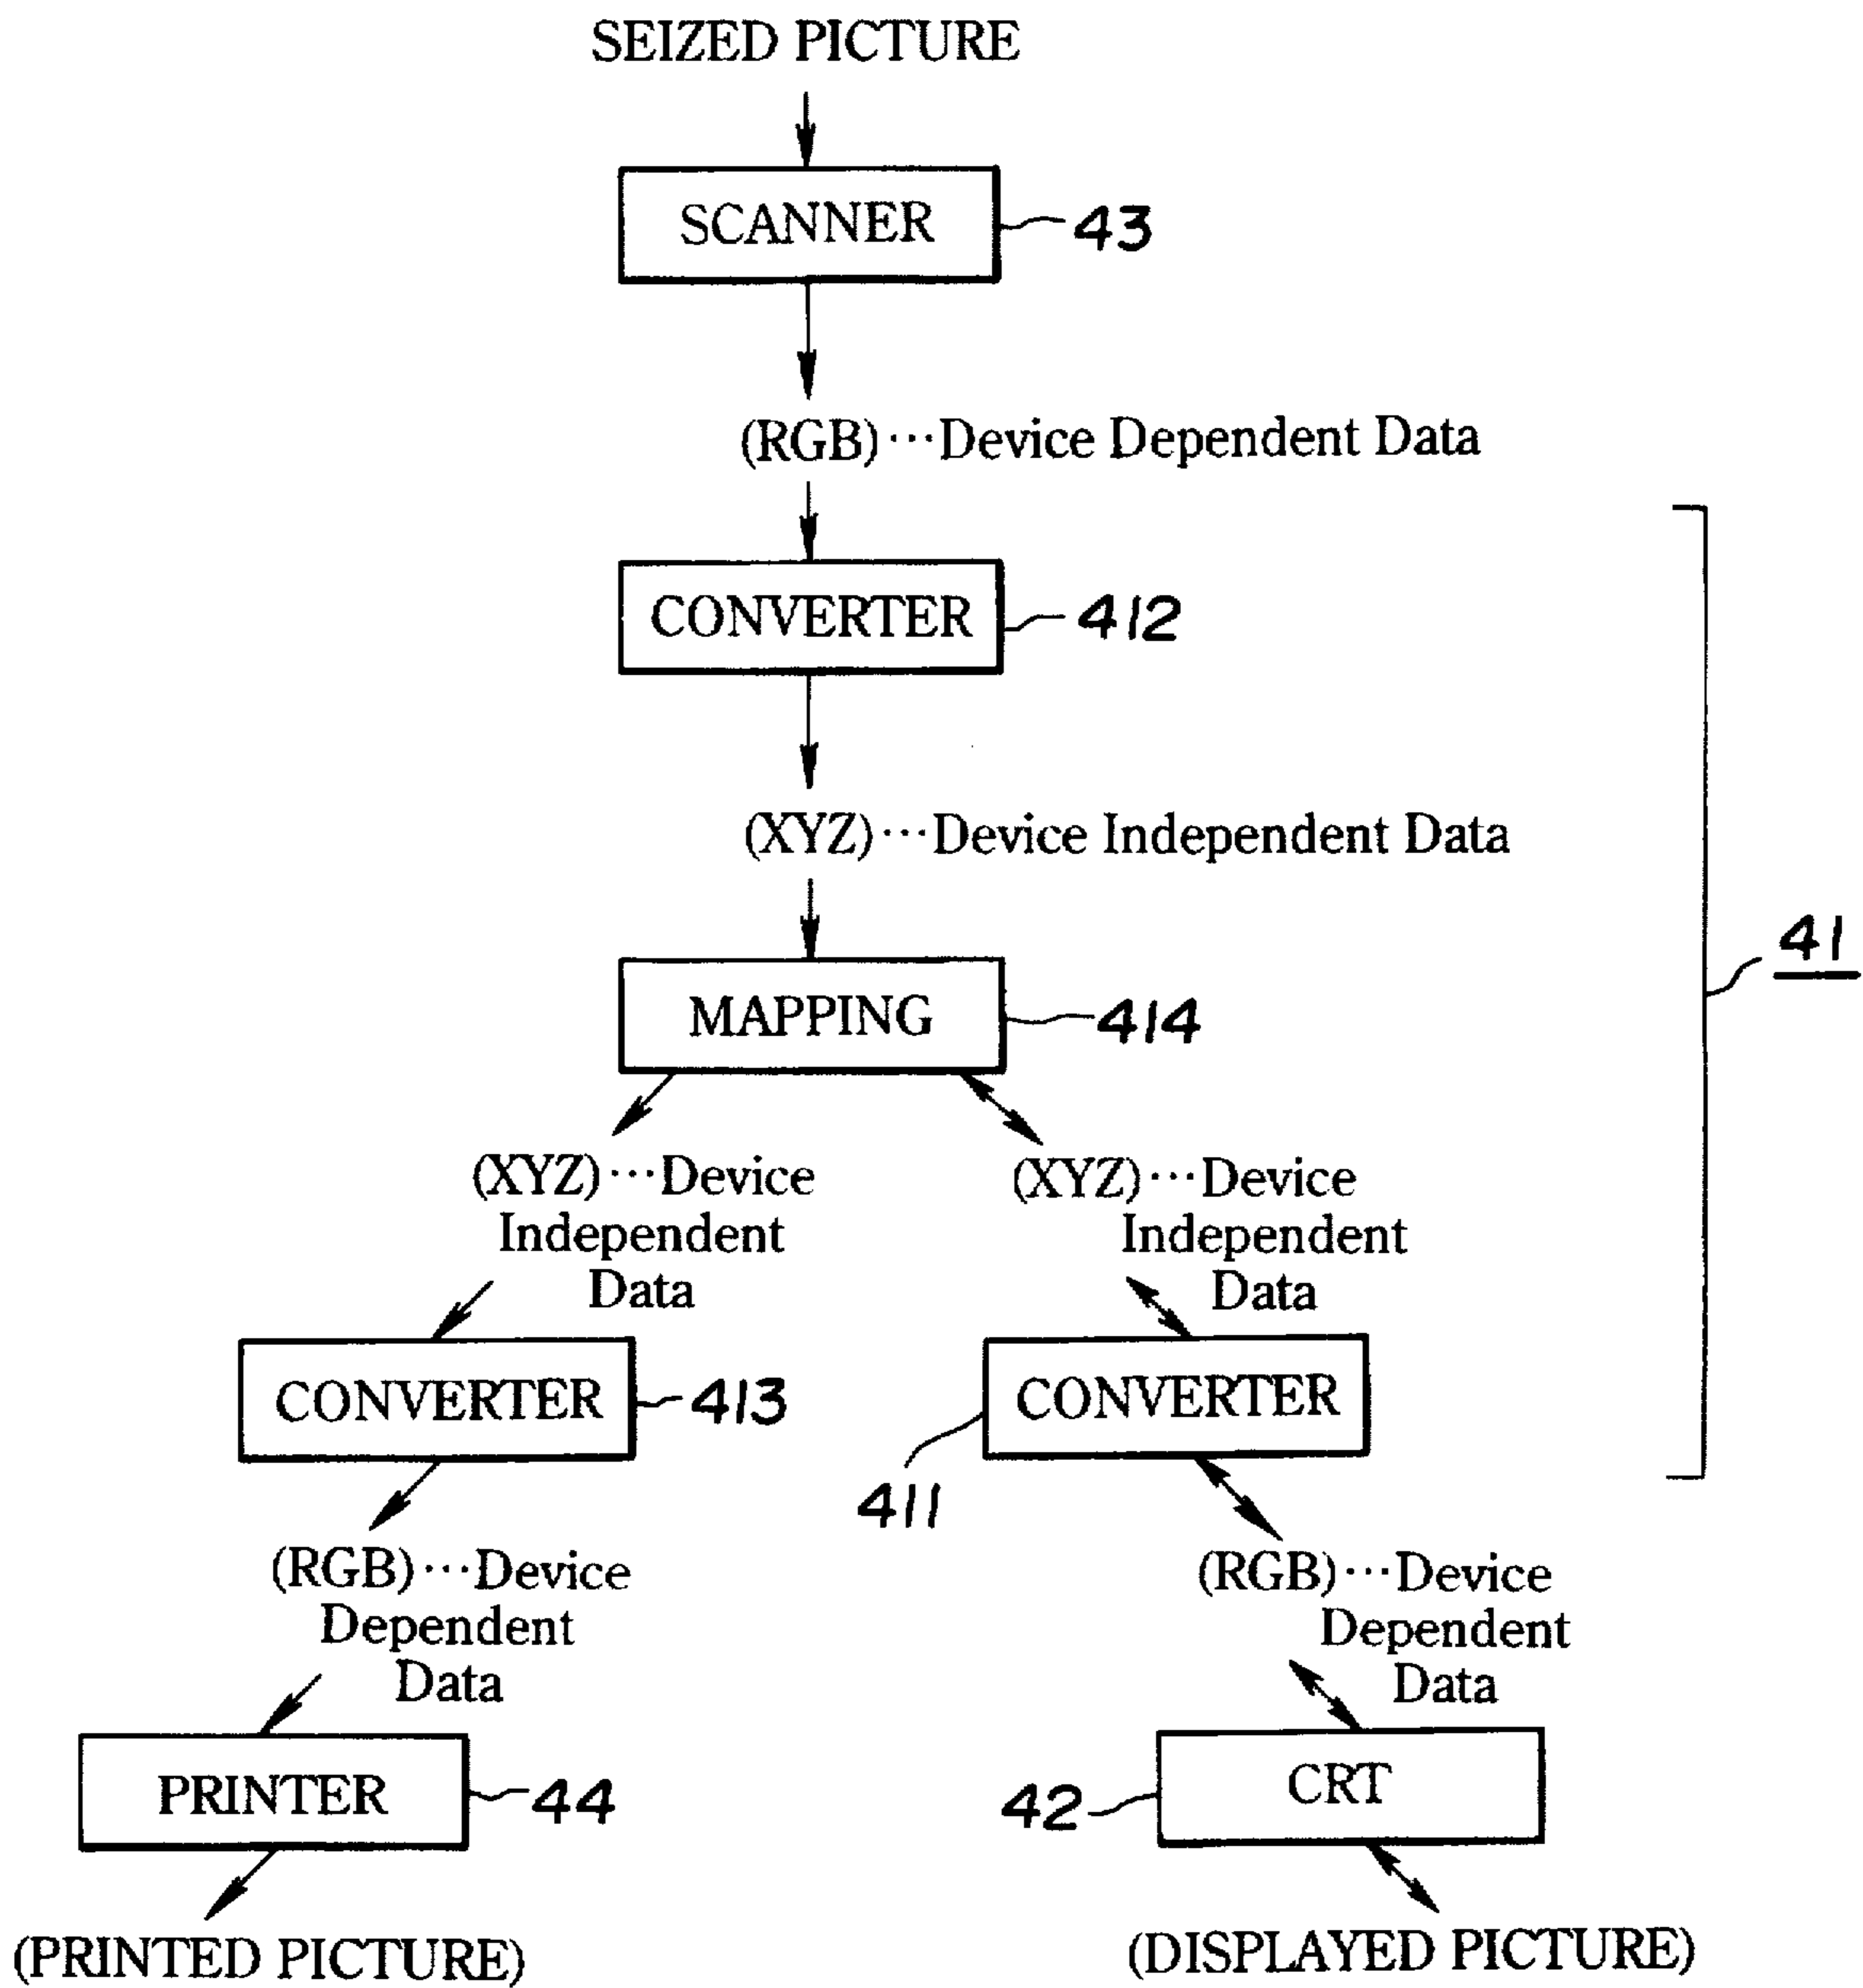 SEIZED PICTURE
SCANNER
43
(RGB)···Device Dependent Data
CONVERTER
412
(XYZ)···Device Independent Data
MAPPING
414
41
(XYZ)···Device
Independent
Data
(XYZ)···Device
Independent
Data
CONVERTER
413
CONVERTER
411
(RGB)···Device
Dependent
Data
(RGB)···Device
Dependent
Data
PRINTER
44
42
CRT
(PRINTED PICTURE)
(DISPLAYED PICTURE)